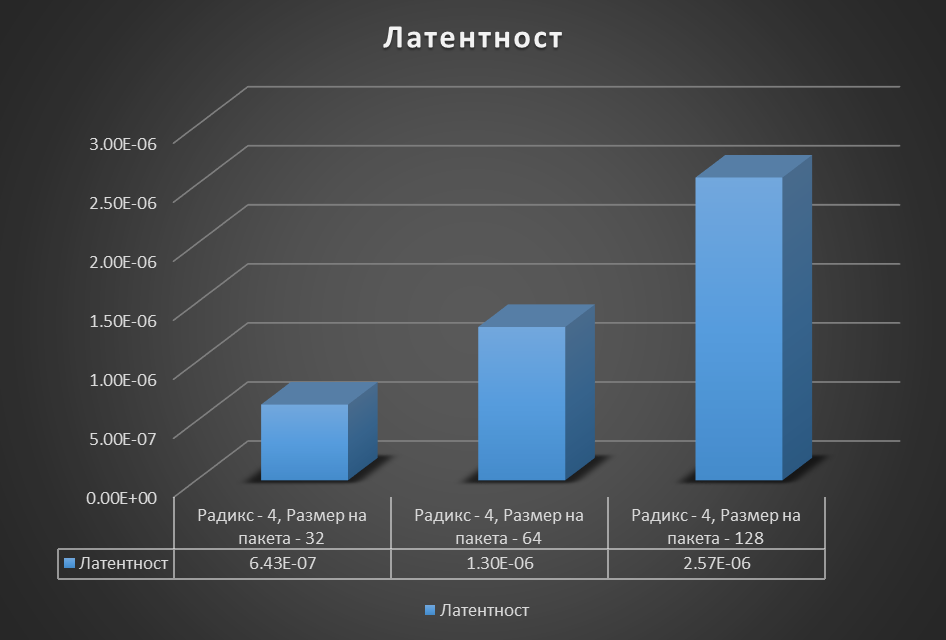 Латентност
3.00E-06
2.50E-06
2.00E-06
1.50E-06
1.00E-06
5.00E-07
0.00E+00
Радикс - 4, Размер на
пакета - 32
Радикс - 4, Размер на
пакета - 64
Радикс - 4, Размер на
пакета - 128
Латентност 6.43E-07 1.30E-06 2.57E-06
Латентност